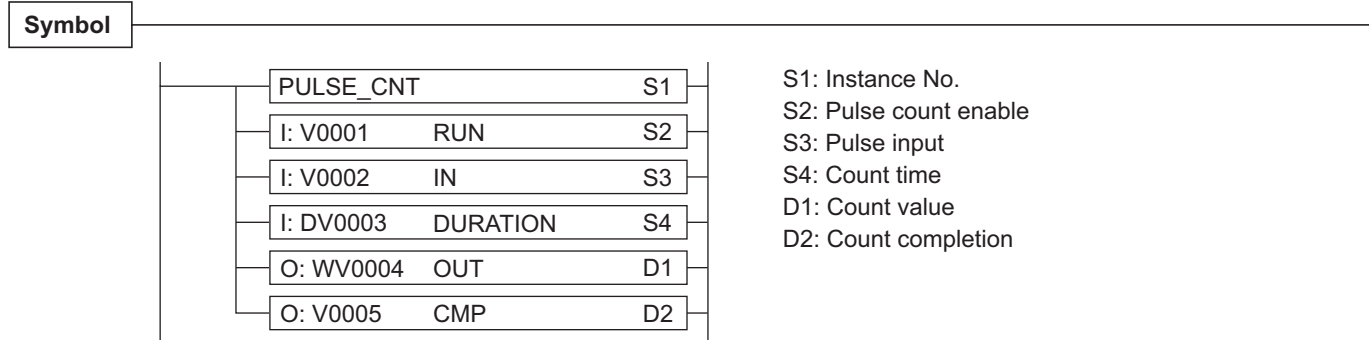 Symbol
PULSE_CNT S1
I: V0001 RUN S2
I: V0002 IN S3
I: DV0003 DURATION S4
O: WV0004 OUT D1
O: V0005 CMP D2
S1: Instance No.
S2: Pulse count enable
S3: Pulse input
S4: Count time
D1: Count value
D2: Count completion